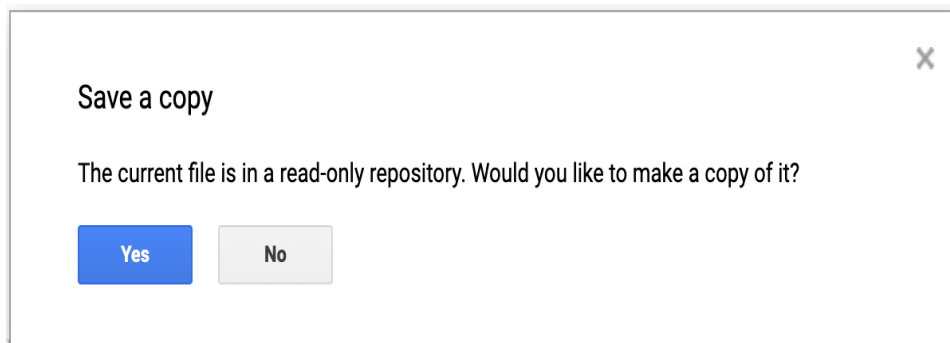 Save a copy
The current file is in a read-only repository. Would you like to make a copy of it?
Yes No